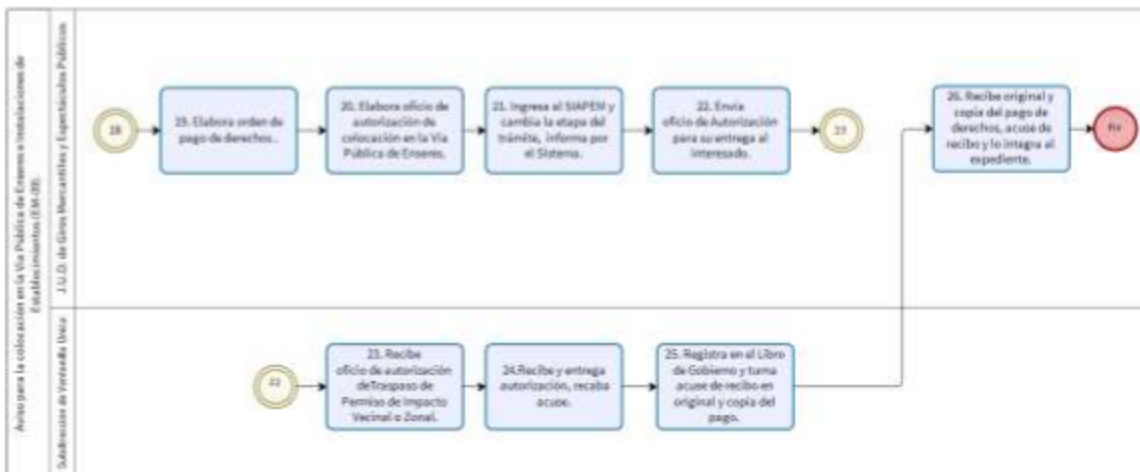 Aviso para la colocación en la Vía Pública de Enseres e Instalaciones de
Establecimientos (EM-09).
J.U.D. de Giros Mercantiles y Espectáculos Públicos
18
19. Elabora orden de
pago de derechos .
20. Elabora oficio de
autorización de
colocación en la Vía
Pública de Enseres.
21. Ingresa al SIAPEM y
cambia la etapa del
trámite, informa por
el Sistema.
22. Envía
oficio de Autorización
para su entrega al
interesado.
23
26. Recibe original y
copia del pago de
derechos, acuse de
recibo y lo integra al
expediente.
Fin
Subdirección de Ventanilla Única
22
23. Recibe
oficio de autorización
deTraspaso de
Permiso de Impacto
Vecinal o Zonal.
24.Recibe y entrega
autorización, recaba
acuse.
25. Registra en el Libro
de Gobierno y turna
acuse de recibo en
original y copia del
pago.